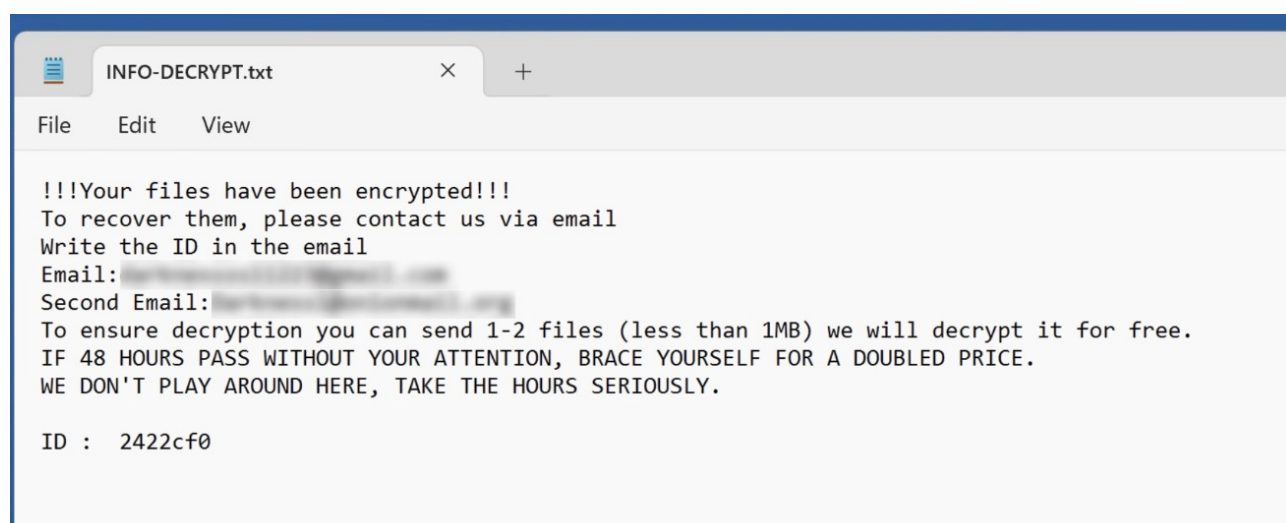 INFO-DECRYPT.txt
File Edit View
!!!Your files have been encrypted!!!
To recover them, please contact us via email
Write the ID in the email
Email:
Second Email:
To ensure decryption you can send 1-2 files (less than 1MB) we will decrypt it for free.
IF 48 HOURS PASS WITHOUT YOUR ATTENTION, BRACE YOURSELF FOR A DOUBLED PRICE.
WE DON'T PLAY AROUND HERE, TAKE THE HOURS SERIOUSLY.
ID : 2422cf0